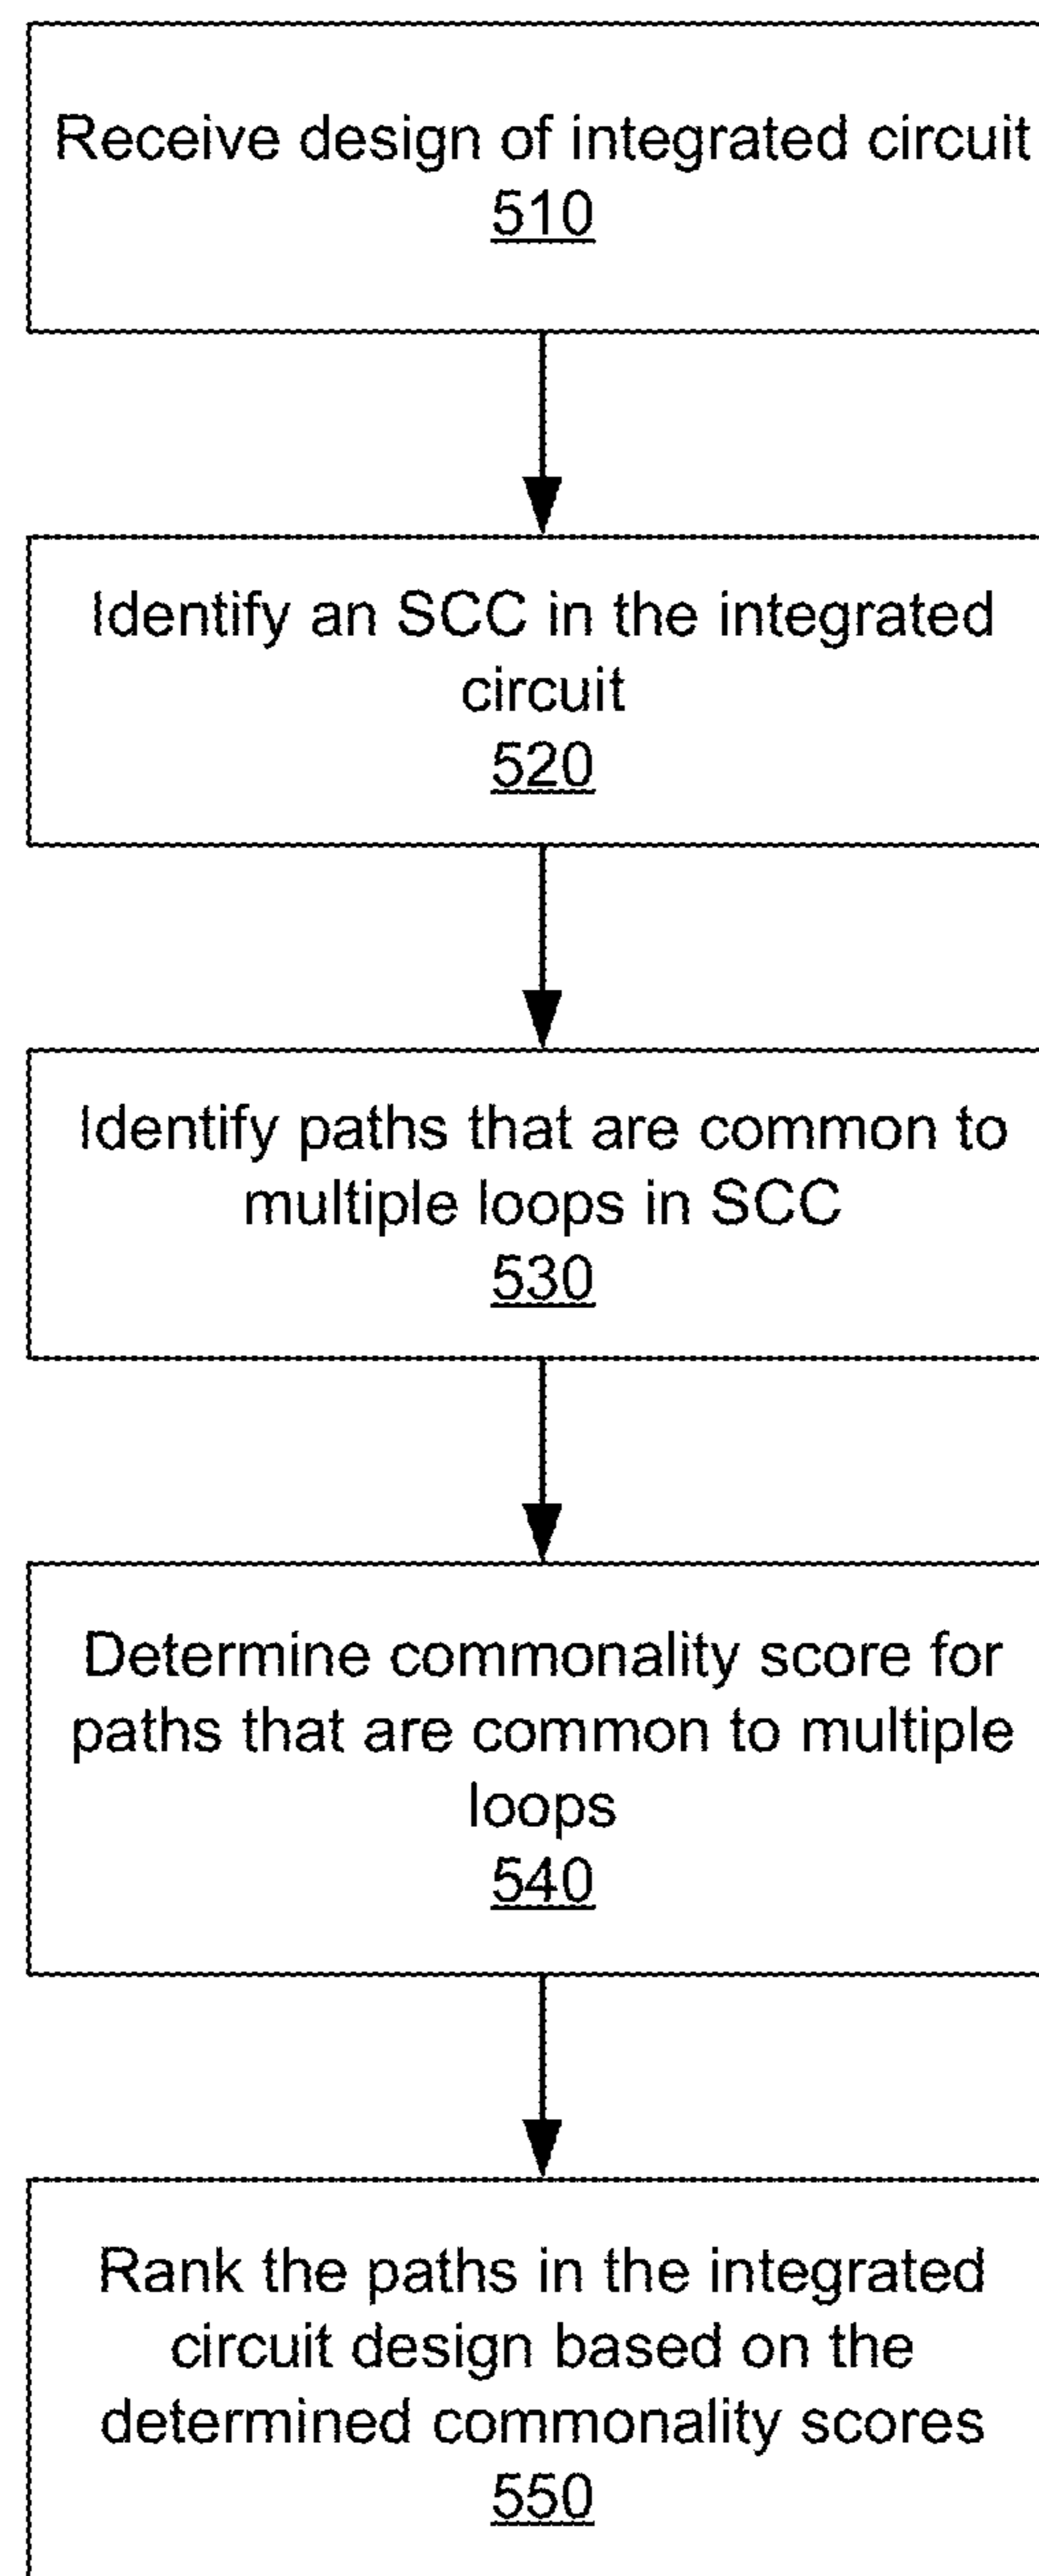 Receive design of integrated circuit
510
Identify an SCC in the integrated
circuit
520
Identify paths that are common to
multiple loops in SCC
530
Determine commonality score for
paths that are common to multiple
loops
540
Rank the paths in the integrated
circuit design based on the
determined commonality scores
550